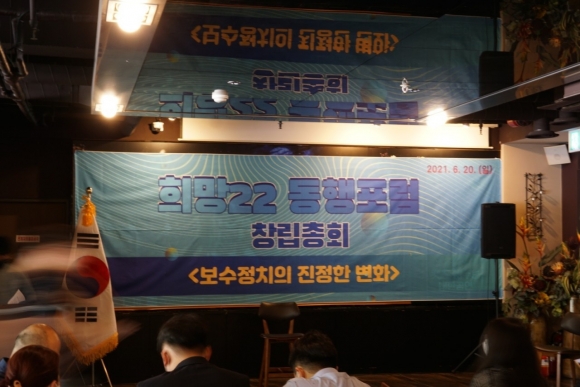 2021. 6. 20. (일)
희망22 동행포럼
창립총회
<보수정치의 진정한 변화>